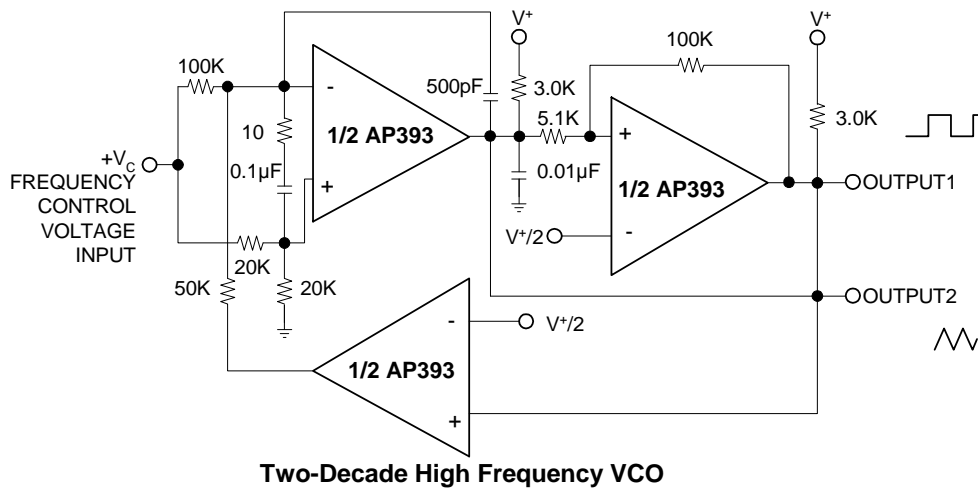 V⁺
V⁺
100K
100K
500pF
3.0K
-
5.1K
+
3.0K
10
1/2 AP393
+V_C
0.1µF
+
0.01µF
1/2 AP393
OUTPUT1
FREQUENCY
CONTROL
VOLTAGE
INPUT
V⁺/2
-
20K
50K
20K
OUTPUT2
-
V⁺/2
1/2 AP393
+
Two-Decade High Frequency VCO